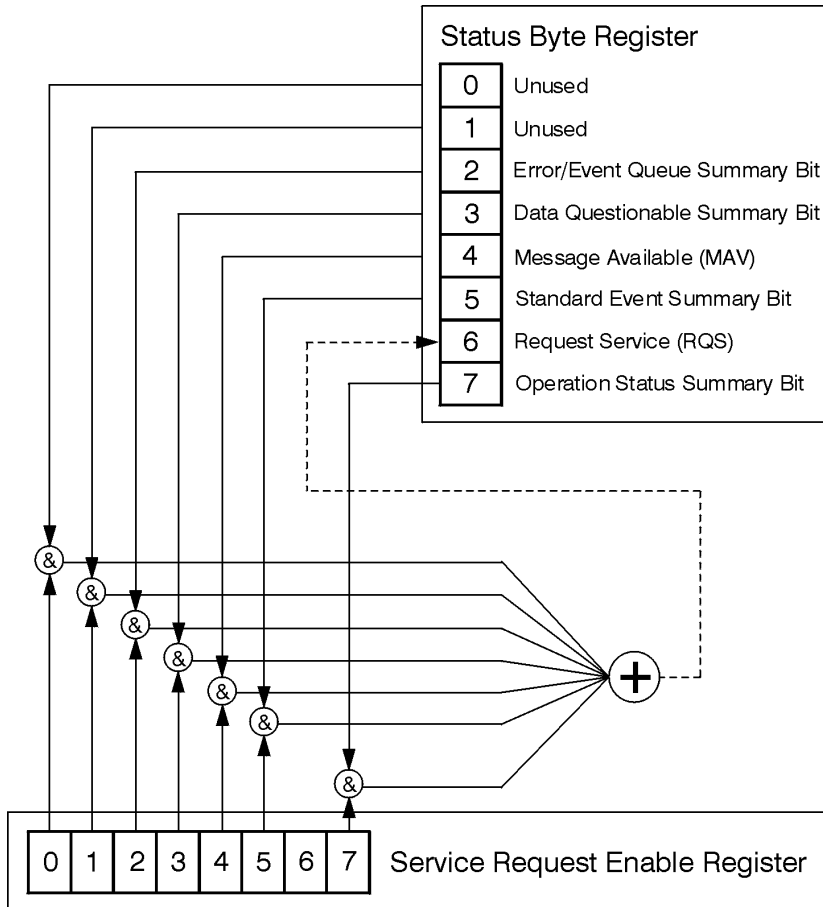 Status Byte Register
0 Unused
1 Unused
2 Error/Event Queue Summary Bit
3 Data Questionable Summary Bit
4 Message Available (MAV)
5 Standard Event Summary Bit
6 Request Service (RQS)
7 Operation Status Summary Bit
&
&
&
&
&
&
+
&
0 1 2 3 4 5 6 7 Service Request Enable Register